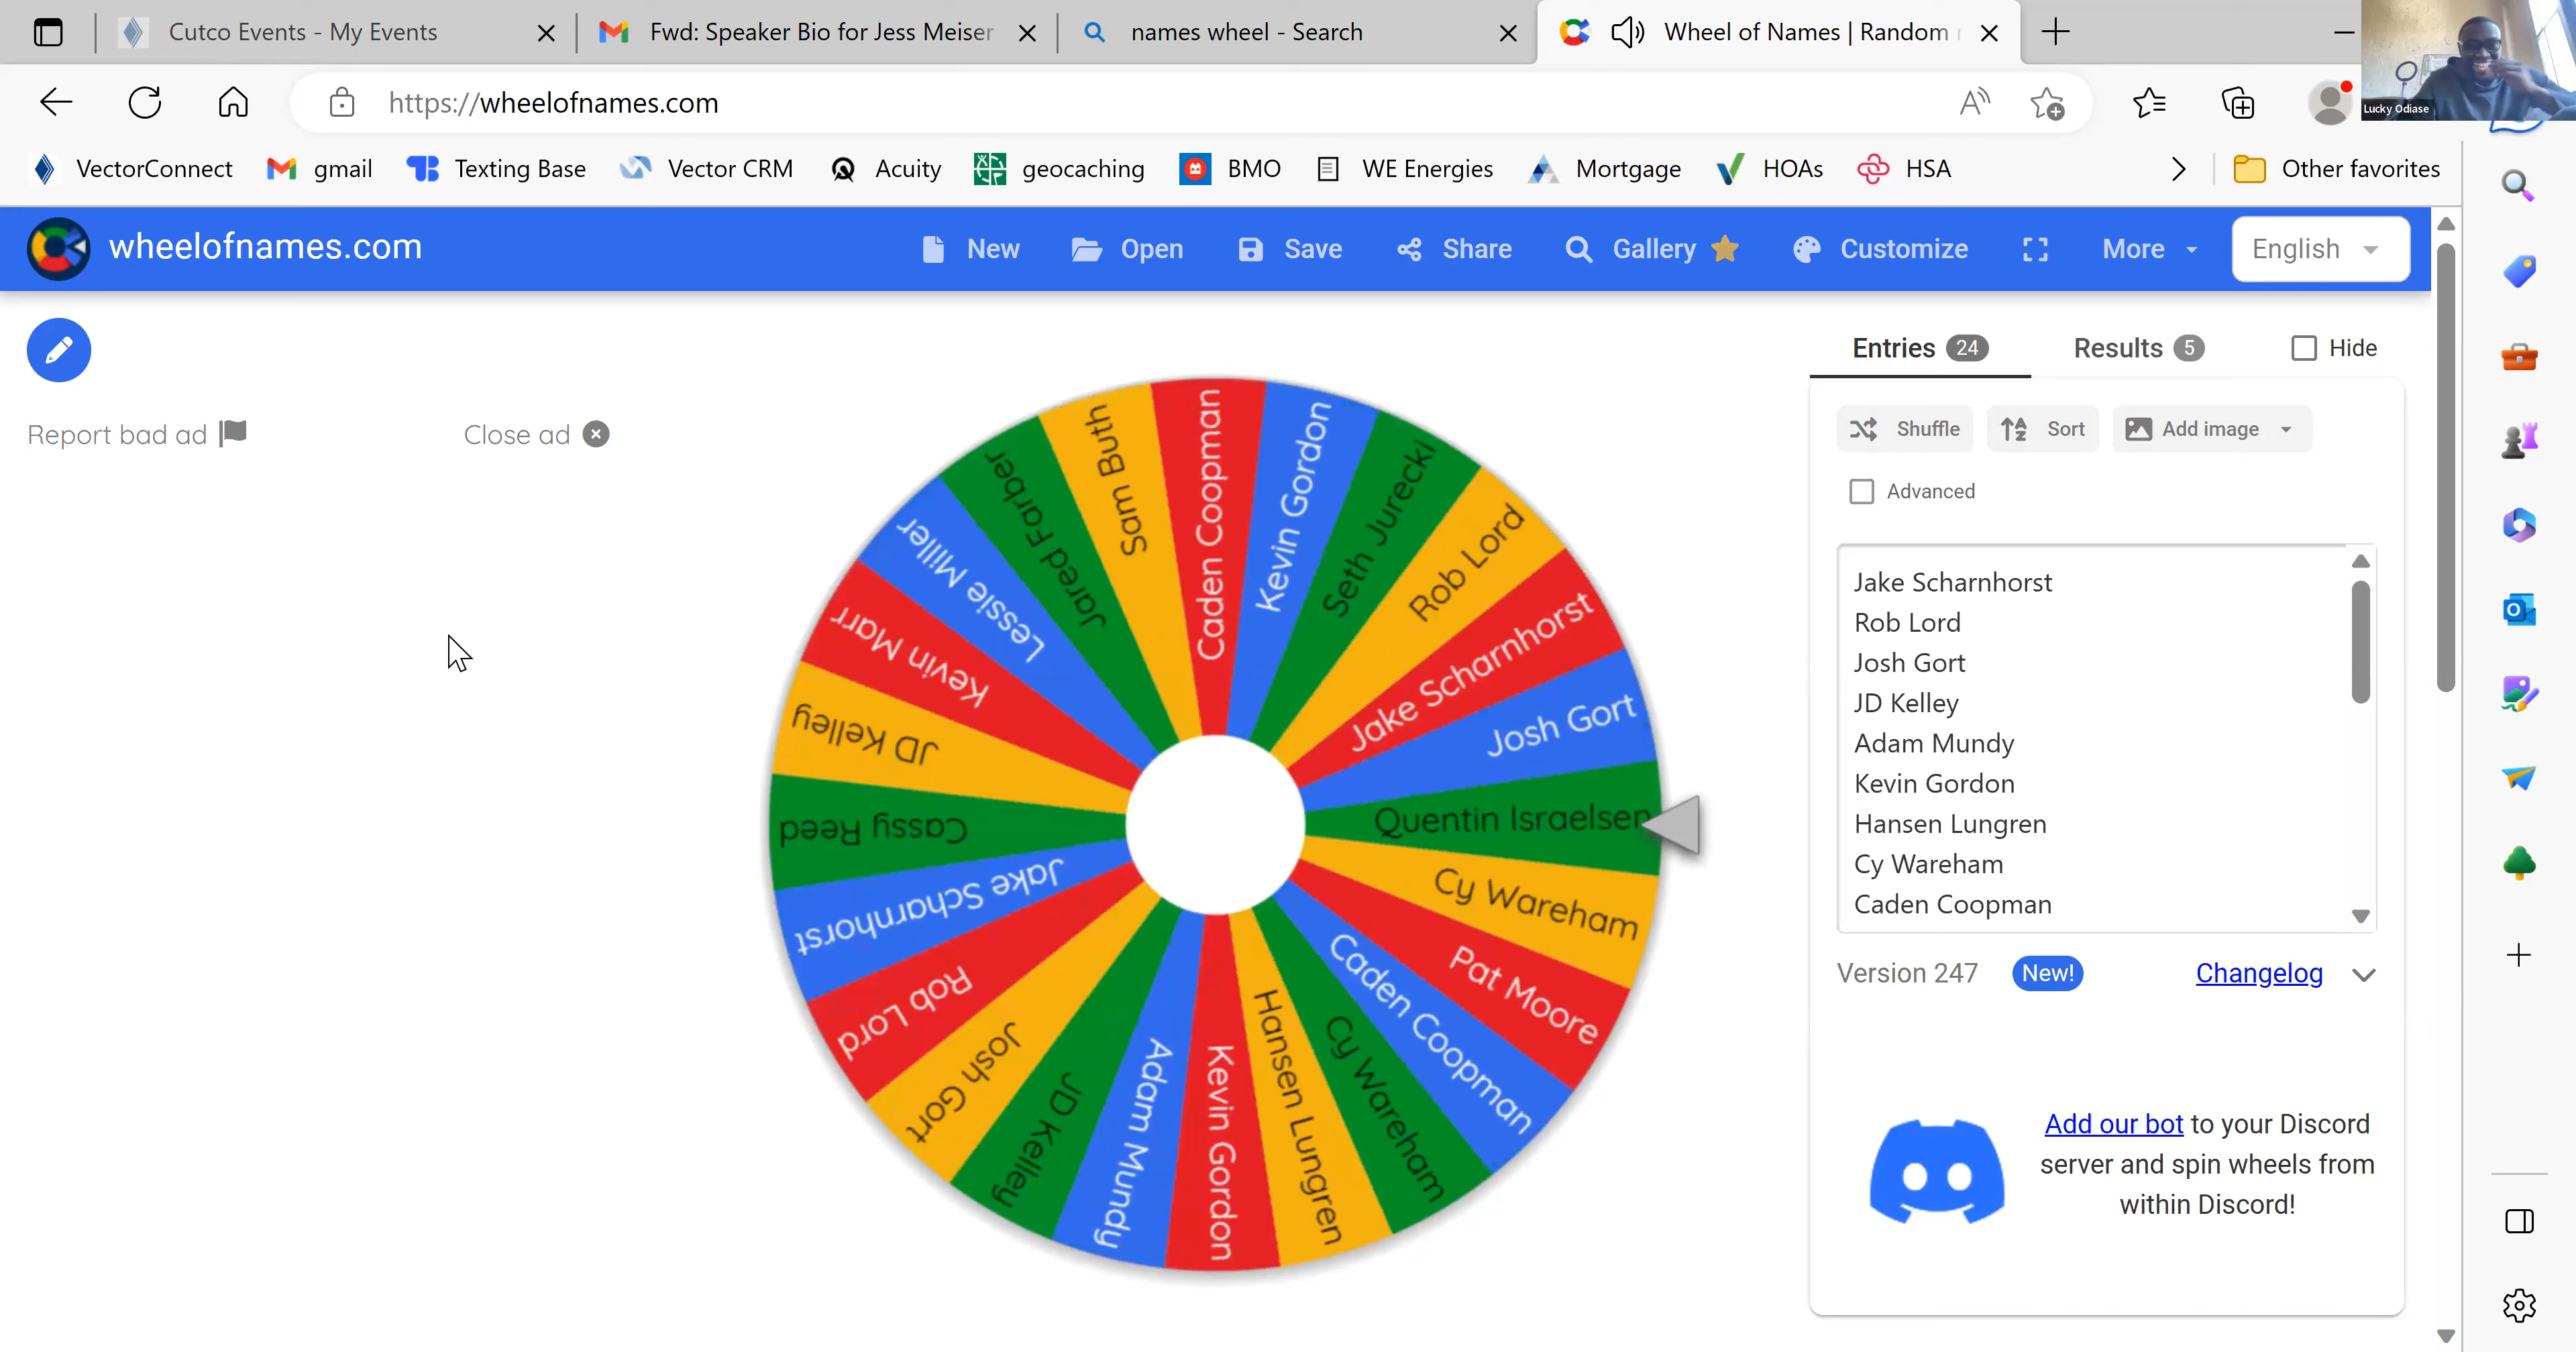 Cutco Events - My Events
Fwd: Speaker Bio for Jess Meiser
names wheel - Search
Wheel of Names | Random
Lucky Odiase
https://wheelofnames.com
VectorConnect
gmail
Texting Base
Vector CRM
Acuity
geocaching
BMO
WE Energies
Mortgage
HOAs
HSA
Other favorites
wheelofnames.com
New
Open
Save
Share
Gallery
Customize
More
English
Report bad ad
Close ad
Entries 24
Results 5
Hide
Shuffle
Sort
Add image
Advanced
Caden Coopman
Kevin Gordon
Seth Jurecki
Rob Lord
Jake Scharnhorst
Josh Gort
Quentin Israelsen
Cy Wareham
Pat Moore
Caden Coopman
Cy Wareham
Hansen Lungren
Kevin Gordon
Adam Mundy
JD Kelley
Josh Gort
Rob Lord
Jake Scharnhorst
Cassy Reed
JD Kelley
Kevin Marr
Lessie Miller
Jared Farber
Sam Buth
Jake Scharnhorst
Rob Lord
Josh Gort
JD Kelley
Adam Mundy
Kevin Gordon
Hansen Lungren
Cy Wareham
Caden Coopman
Version 247
New!
Changelog
Add our bot to your Discord
server and spin wheels from
within Discord!